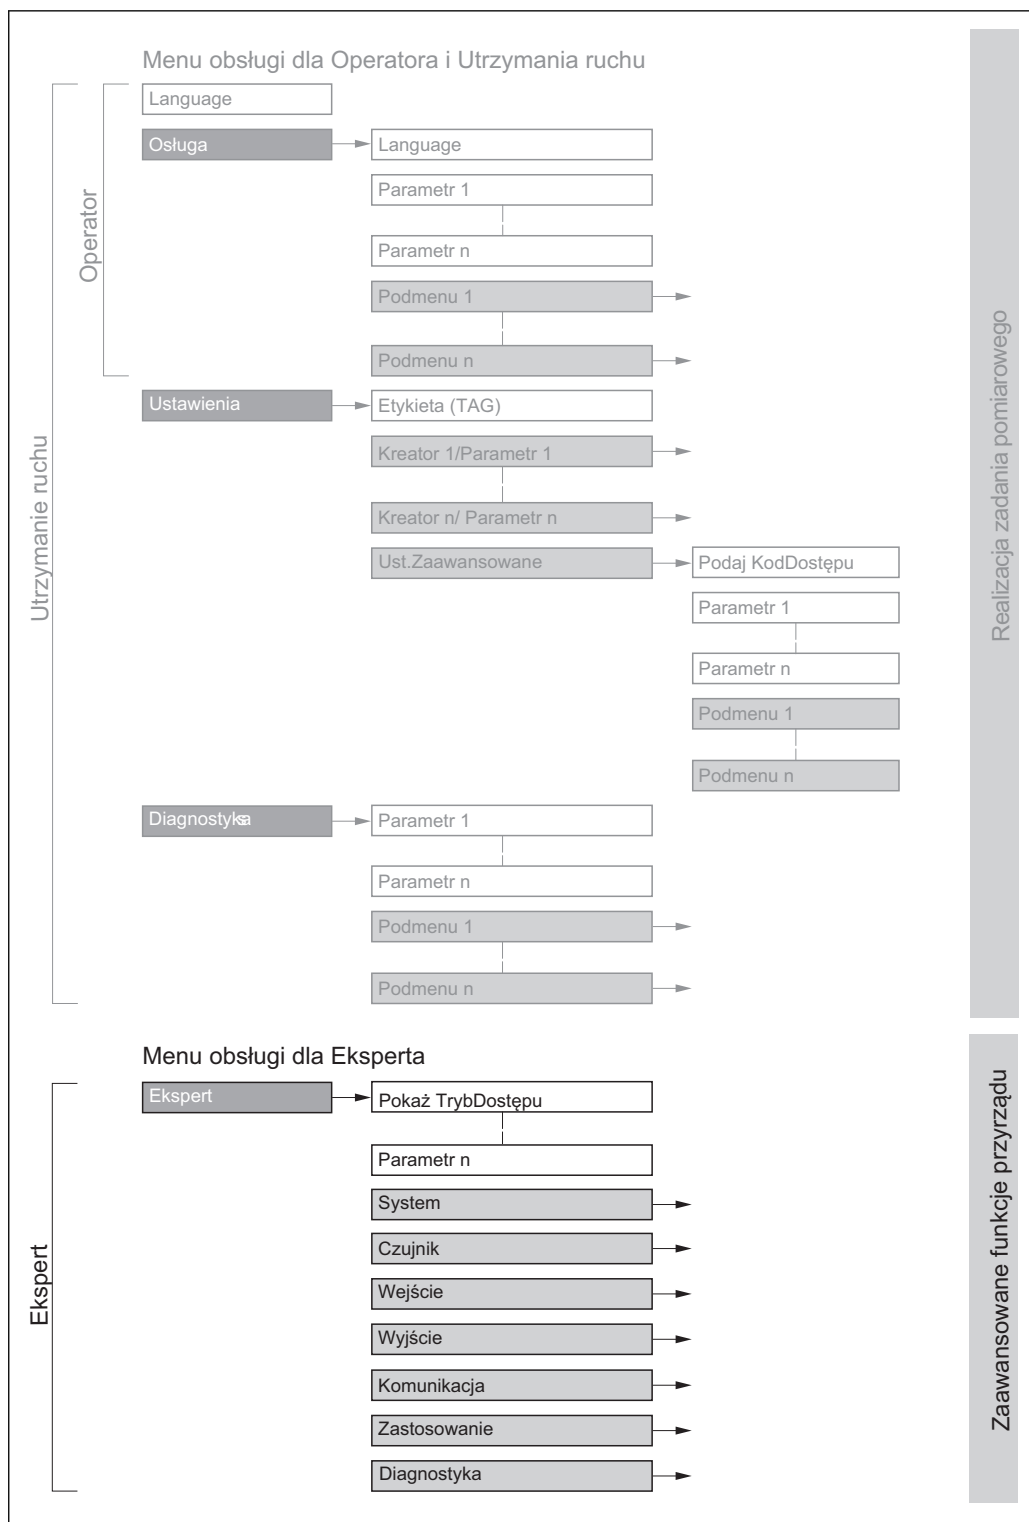 Menu obsługi dla Operatora i Utrzymania ruchu
Language
Osługa
Language
Parametr 1
Parametr n
Podmenu 1
Podmenu n
Operator
Ustawienia
Etykieta (TAG)
Kreator 1/Parametr 1
Kreator n/ Parametr n
Ust.Zaawansowane
Podaj KodDostępu
Parametr 1
Parametr n
Podmenu 1
Podmenu n
Diagnostyka
Parametr 1
Parametr n
Podmenu 1
Podmenu n
Utrzymanie ruchu
Realizacja zadania pomiarowego
Menu obsługi dla Eksperta
Ekspert
Pokaż TrybDostępu
Parametr n
System
Czujnik
Wejście
Wyjście
Komunikacja
Zastosowanie
Diagnostyka
Ekspert
Zaawansowane funkcje przyrządu